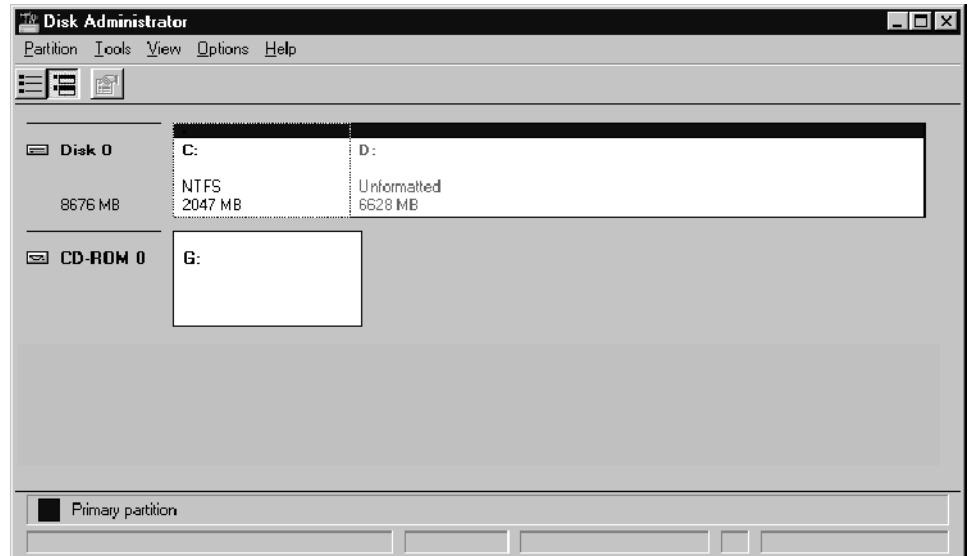 Disk Administrator
Partition Tools View Options Help
Disk 0
8676 MB
C:
NTFS
2047 MB
D:
Unformatted
6628 MB
CD-ROM 0
G:
Primary partition